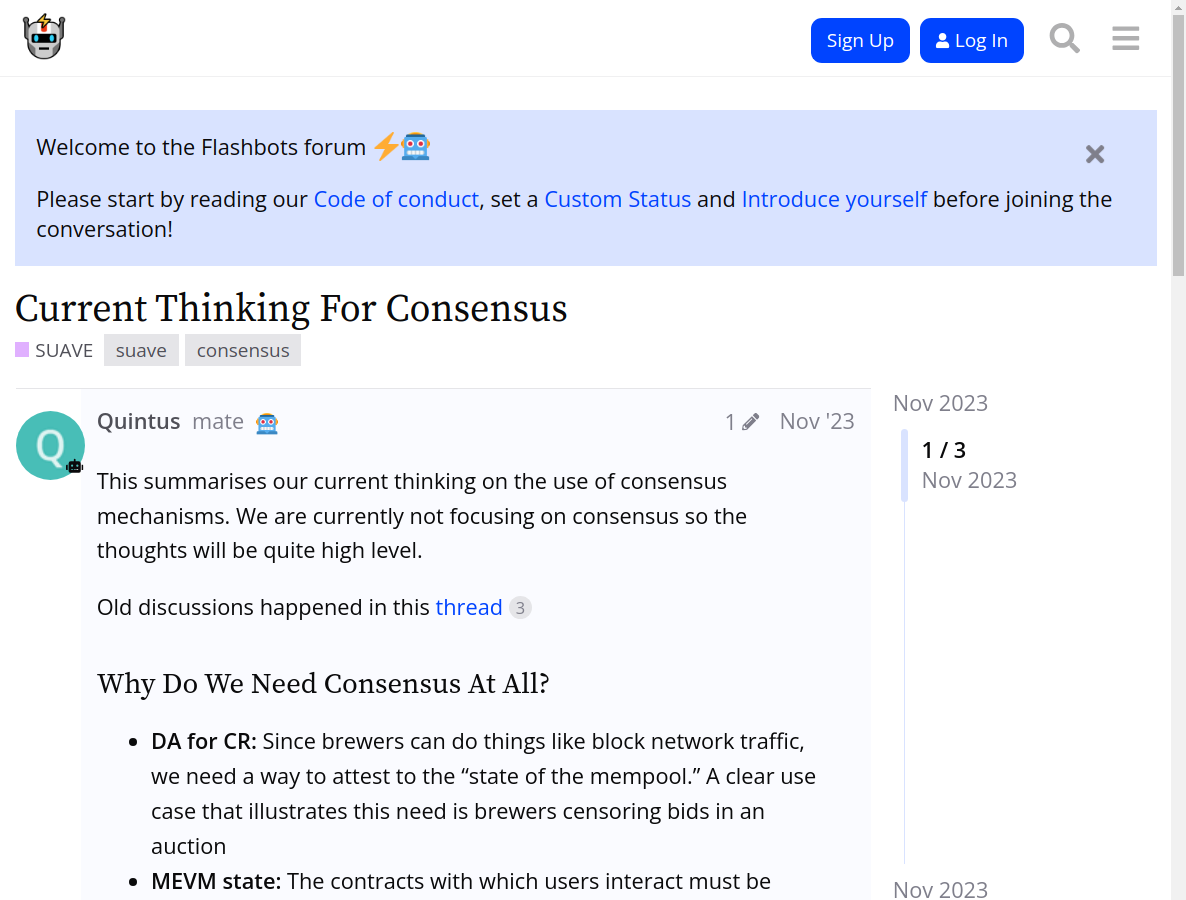 Sign Up
Log In
Welcome to the Flashbots forum
Please start by reading our Code of conduct, set a Custom Status and Introduce yourself before joining the
conversation!
Current Thinking For Consensus
SUAVE suave consensus
Quintus mate 1 Nov '23
Q
This summarises our current thinking on the use of consensus
mechanisms. We are currently not focusing on consensus so the
thoughts will be quite high level.
Old discussions happened in this thread 3
Why Do We Need Consensus At All?
DA for CR: Since brewers can do things like block network traffic,
we need a way to attest to the “state of the mempool.” A clear use
case that illustrates this need is brewers censoring bids in an
auction
MEVM state: The contracts with which users interact must be
Nov 2023
1 / 3
Nov 2023
Nov 2023